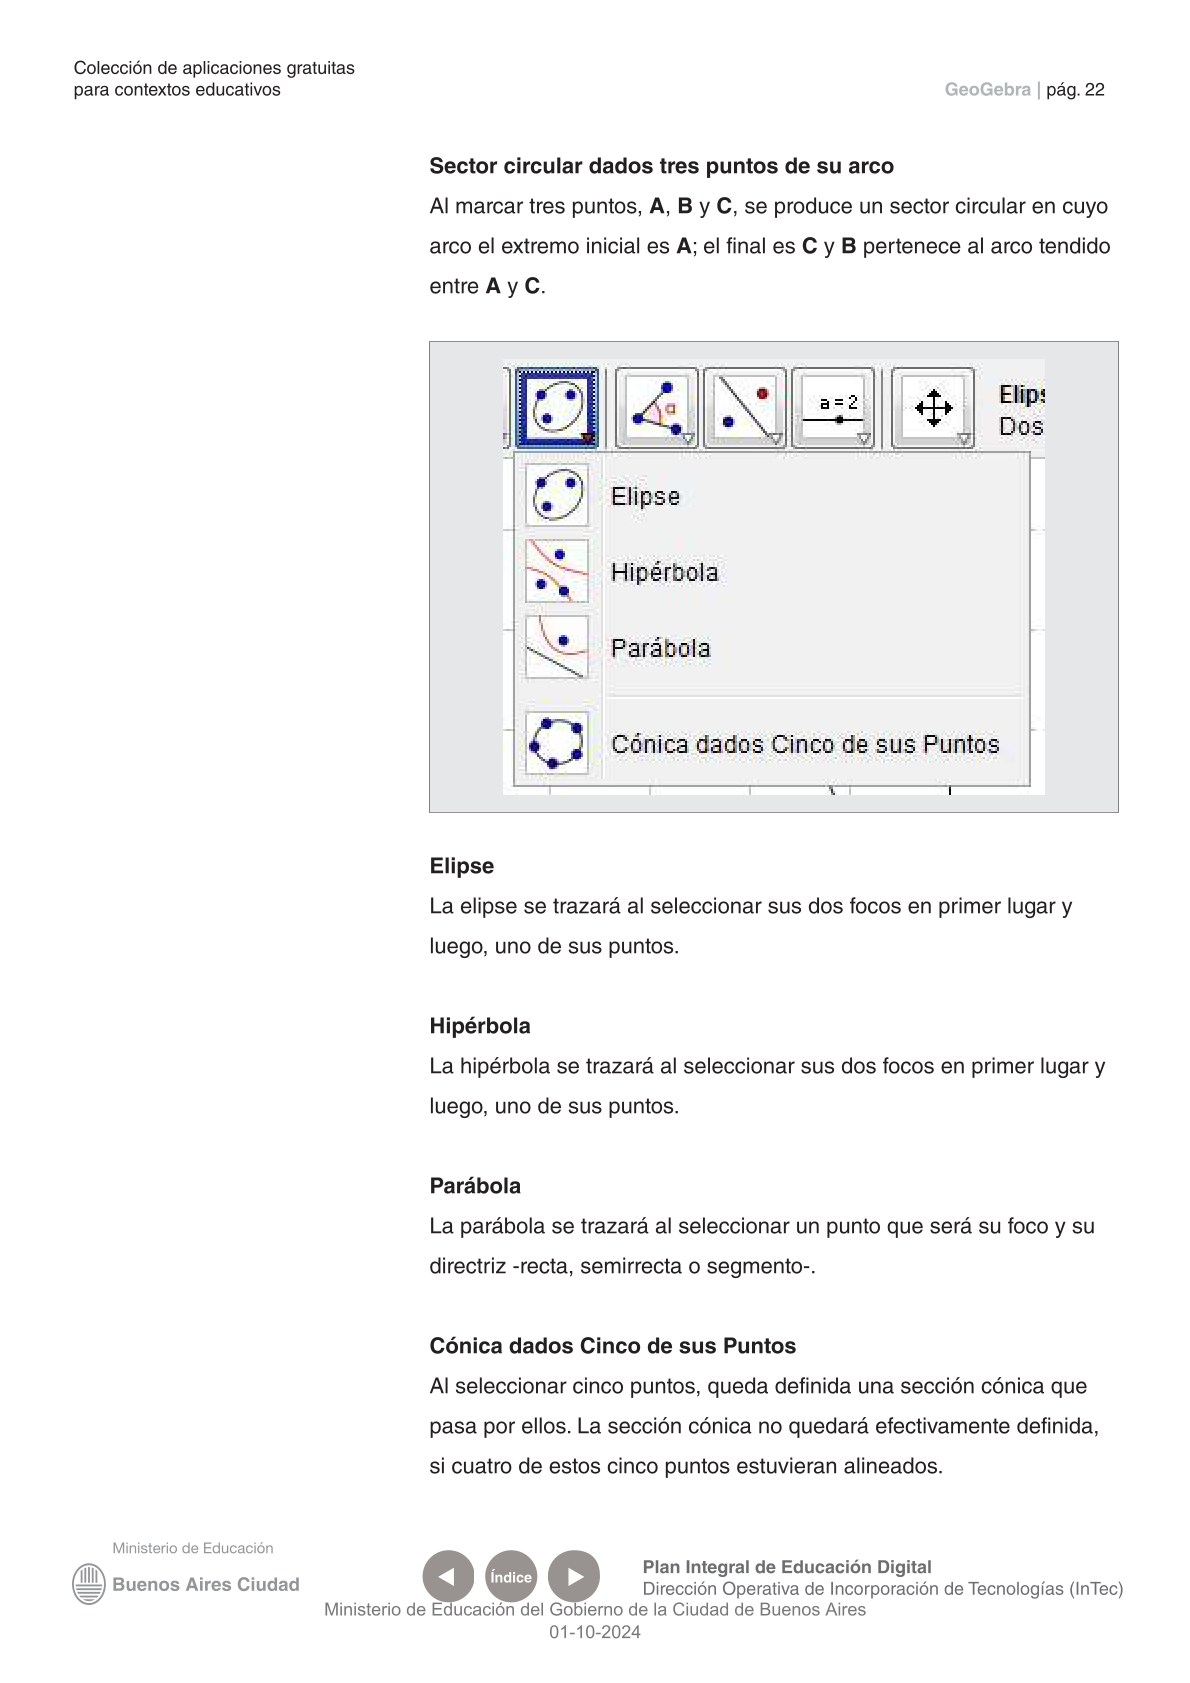 Colección de aplicaciones gratuitas
para contextos educativos
GeoGebra | pág. 22
Sector circular dados tres puntos de su arco
Al marcar tres puntos, A, B y C, se produce un sector circular en cuyo
arco el extremo inicial es A; el final es C y B pertenece al arco tendido
entre A y C.
α
a = 2
Elips
Dos
Elipse
Hipérbola
Parábola
Cónica dados Cinco de sus Puntos
Elipse
La elipse se trazará al seleccionar sus dos focos en primer lugar y
luego, uno de sus puntos.
Hipérbola
La hipérbola se trazará al seleccionar sus dos focos en primer lugar y
luego, uno de sus puntos.
Parábola
La parábola se trazará al seleccionar un punto que será su foco y su
directriz -recta, semirrecta o segmento-.
Cónica dados Cinco de sus Puntos
Al seleccionar cinco puntos, queda definida una sección cónica que
pasa por ellos. La sección cónica no quedará efectivamente definida,
si cuatro de estos cinco puntos estuvieran alineados.
Ministerio de Educación
Buenos Aires Ciudad
Índice
Plan Integral de Educación Digital
Dirección Operativa de Incorporación de Tecnologías (InTec)
Ministerio de Educación del Gobierno de la Ciudad de Buenos Aires
01-10-2024